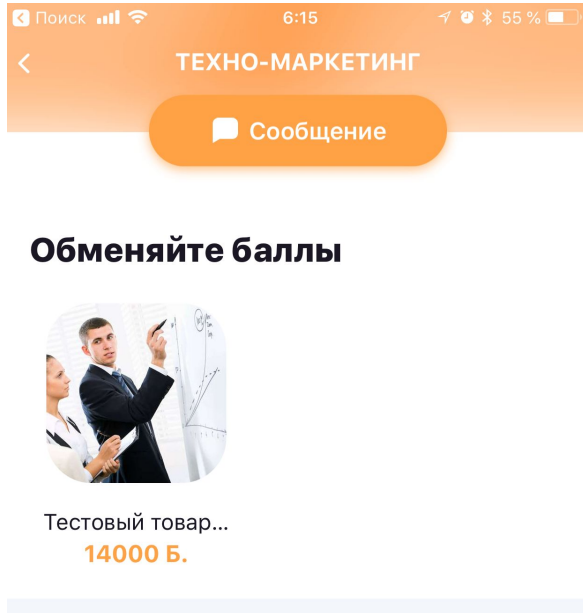 Поиск 6:15 55 %
ТЕХНО-МАРКЕТИНГ
Сообщение
Обменяйте баллы
Тестовый товар...
14000 Б.